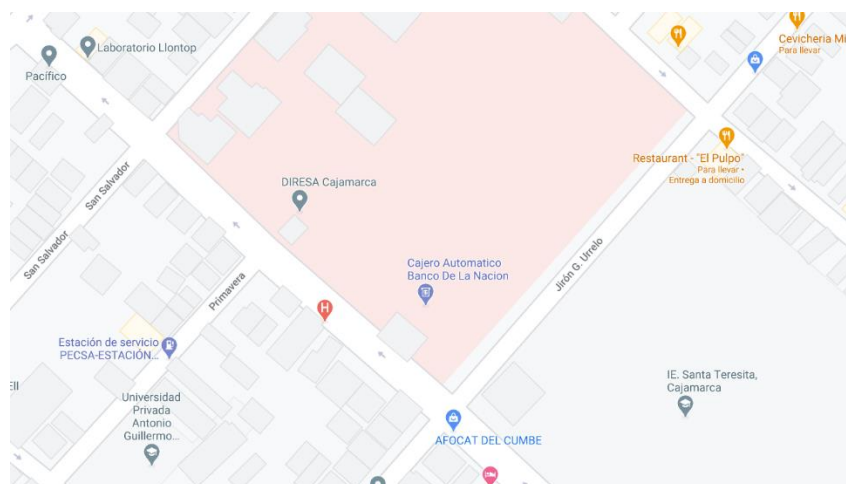 Laboratorio Llontop
Pacífico
Cevicheria Mi
Para llevar
Restaurant - "El Pulpo"
Para llevar •
Entrega a domicilio
San Salvador
DIRESA Cajamarca
San Salvador
Primavera
Cajero Automatico
Banco De La Nacion
Jirón G. Urrelo
H
Estación de servicio
PECSA-ESTACIÓN...
Ell
Universidad
Privada
Antonio
Guillermo...
IE. Santa Teresita,
Cajamarca
AFOCAT DEL CUMBE